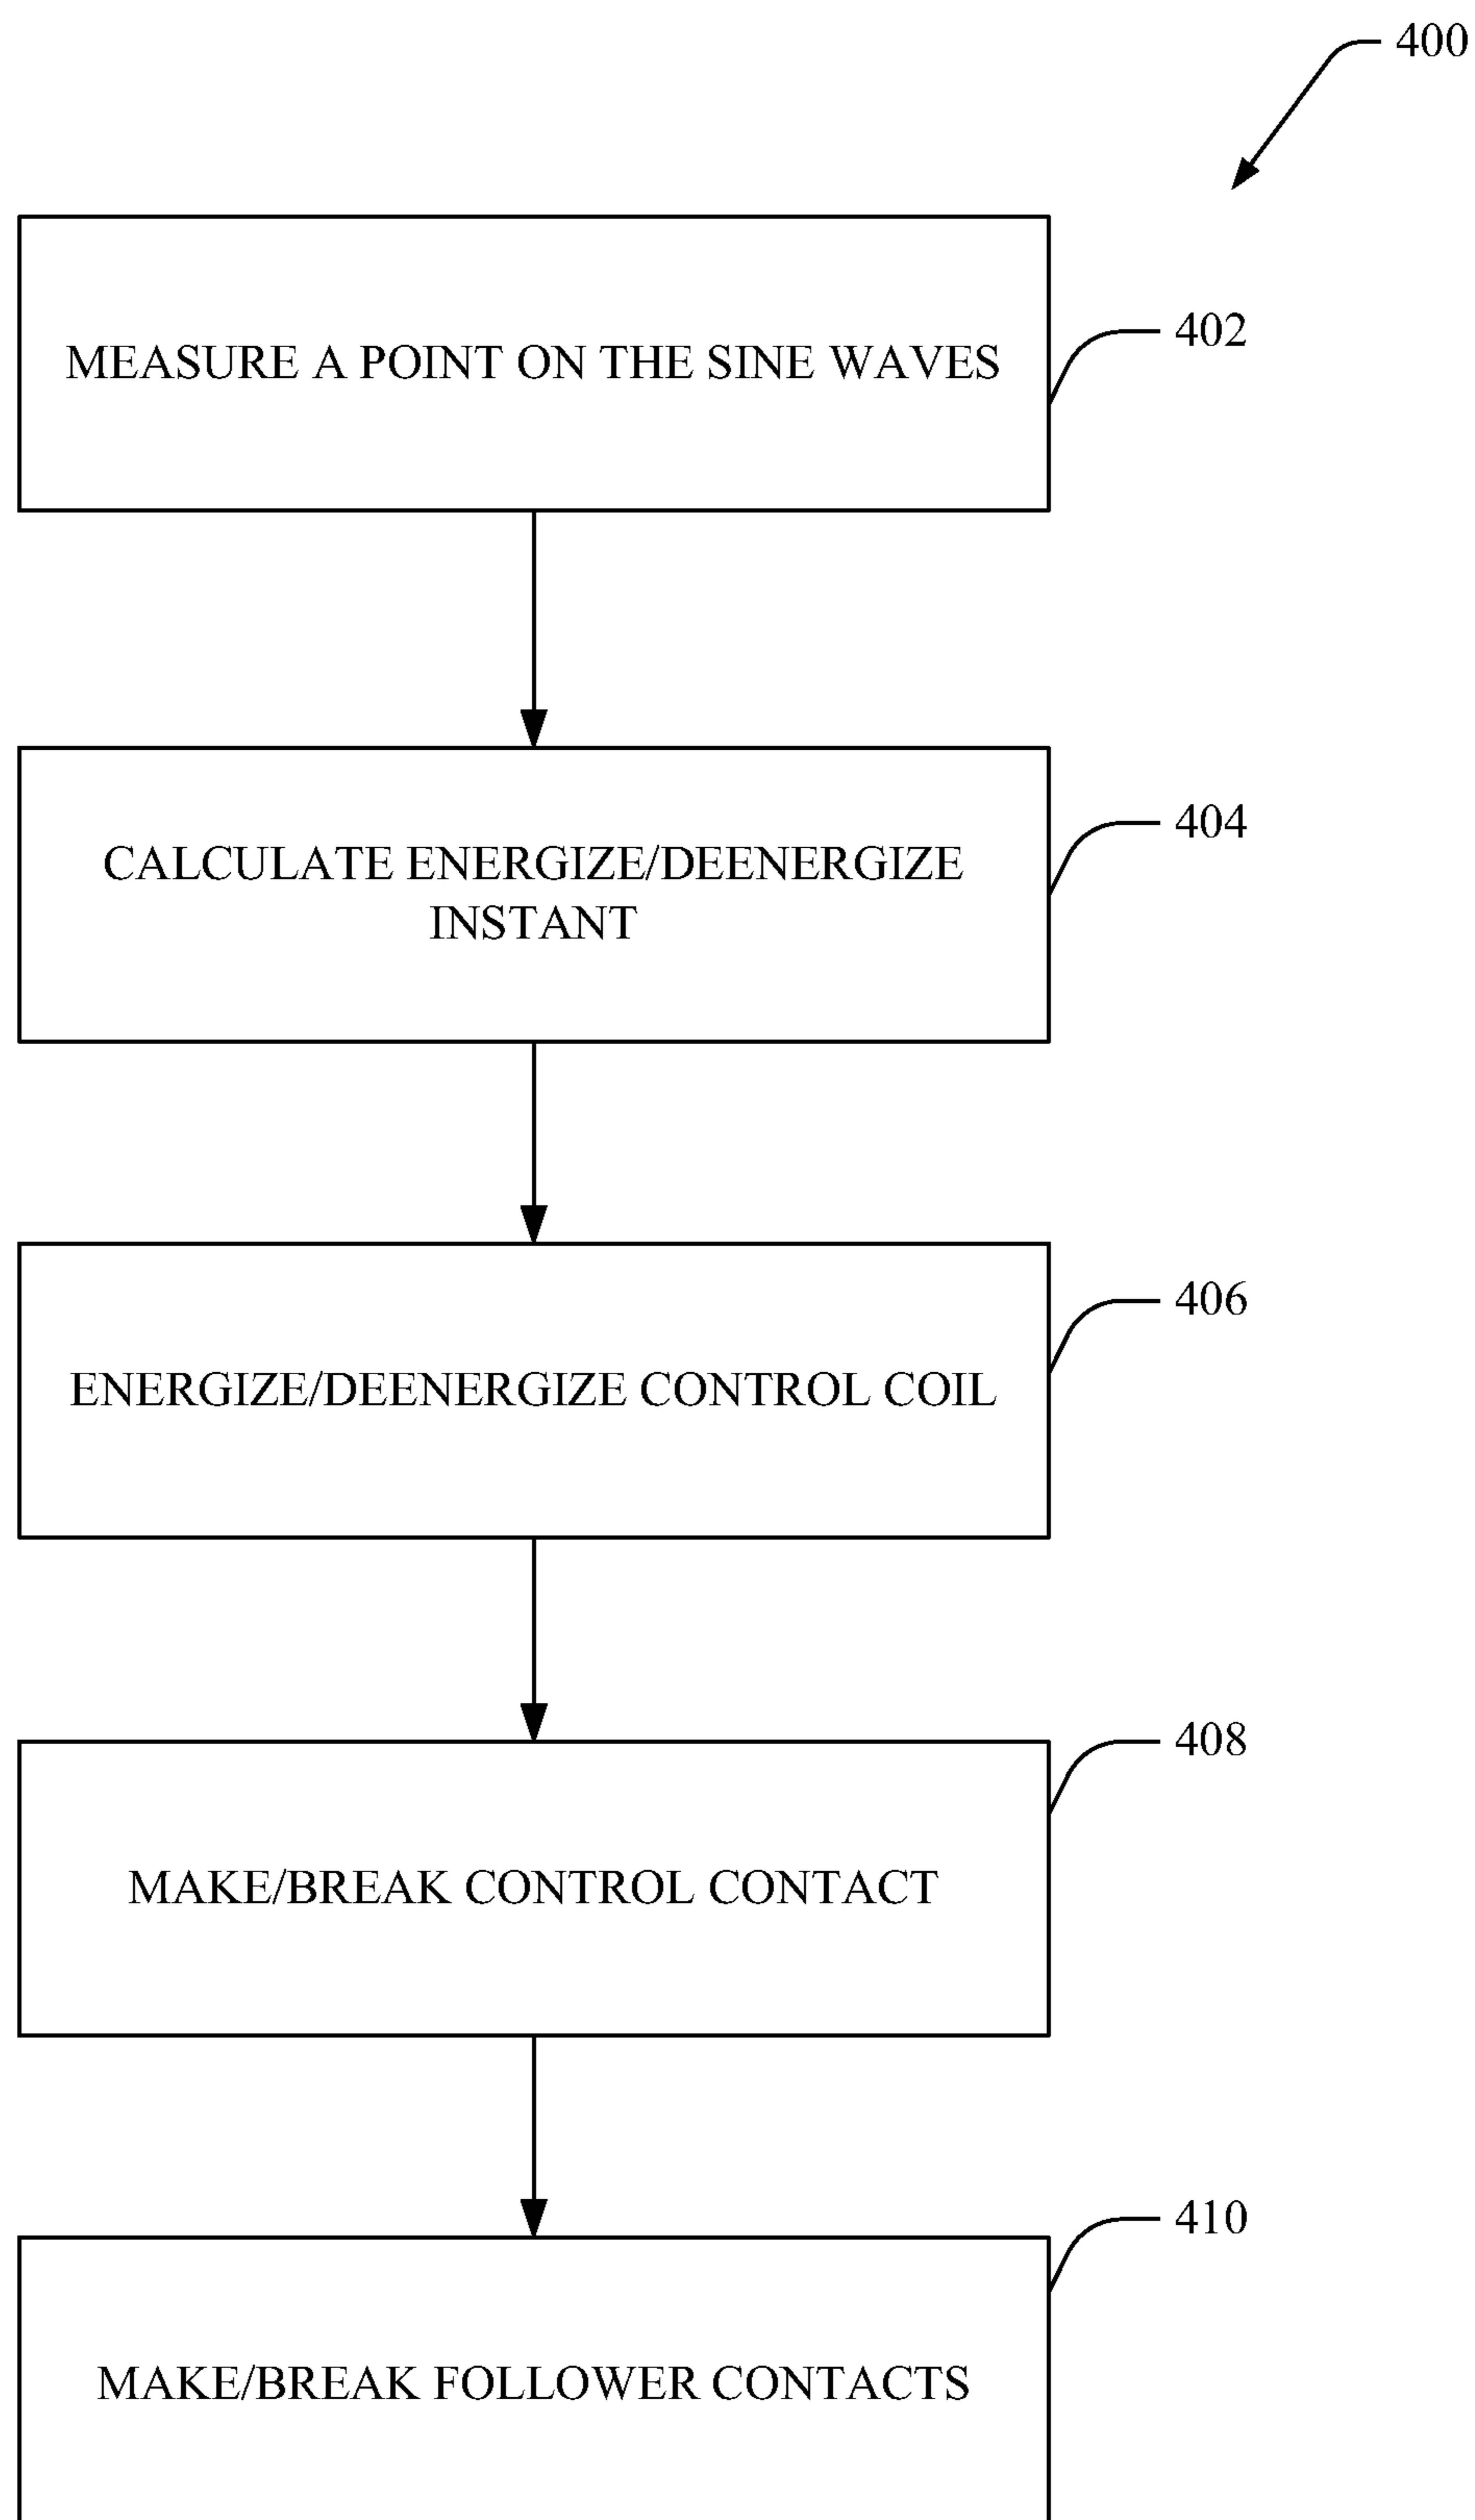 400
MEASURE A POINT ON THE SINE WAVES
402
CALCULATE ENERGIZE/DEENERGIZE
INSTANT
404
ENERGIZE/DEENERGIZE CONTROL COIL
406
MAKE/BREAK CONTROL CONTACT
408
MAKE/BREAK FOLLOWER CONTACTS
410